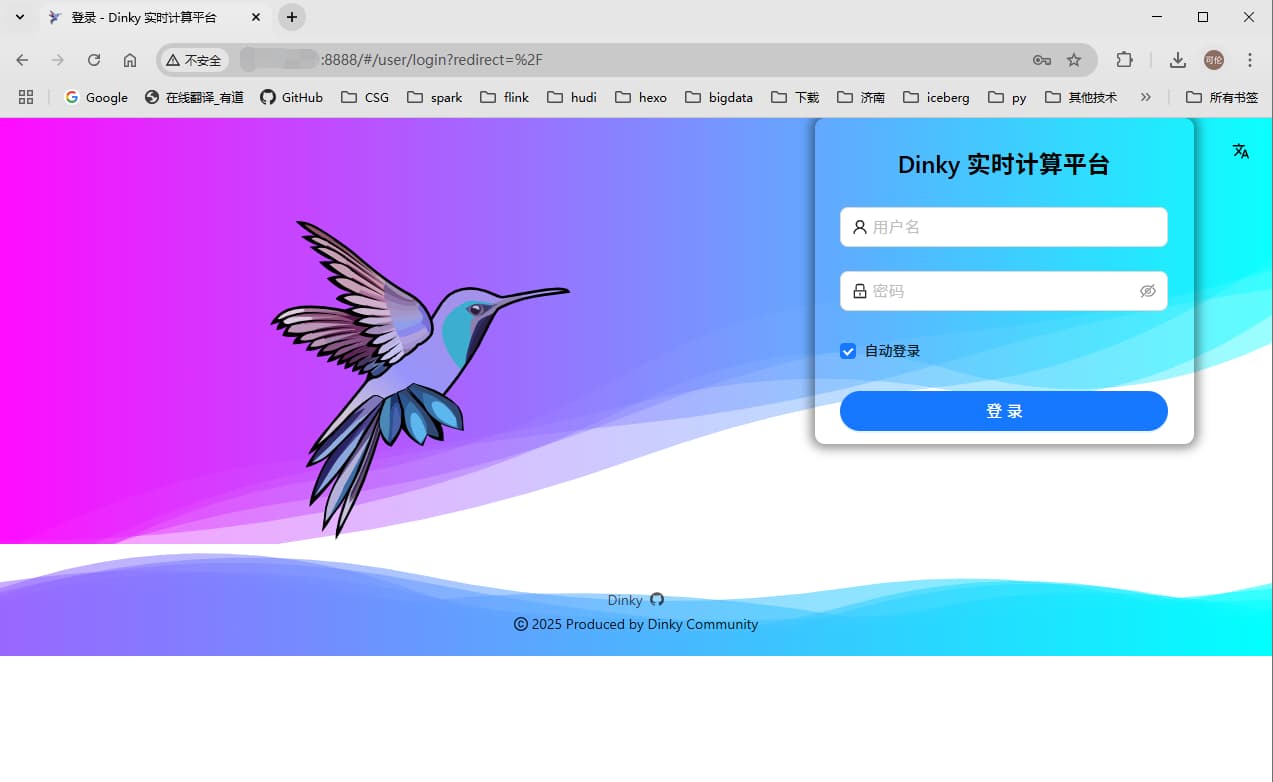 登录 - Dinky 实时计算平台
不安全 :8888/#/user/login?redirect=%2F 可伦
Google 在线翻译_有道 GitHub CSG spark flink hudi hexo bigdata 下载 济南 iceberg py 其他技术 所有书签
Dinky 实时计算平台
用户名
密码
自动登录
登 录
Dinky
© 2025 Produced by Dinky Community